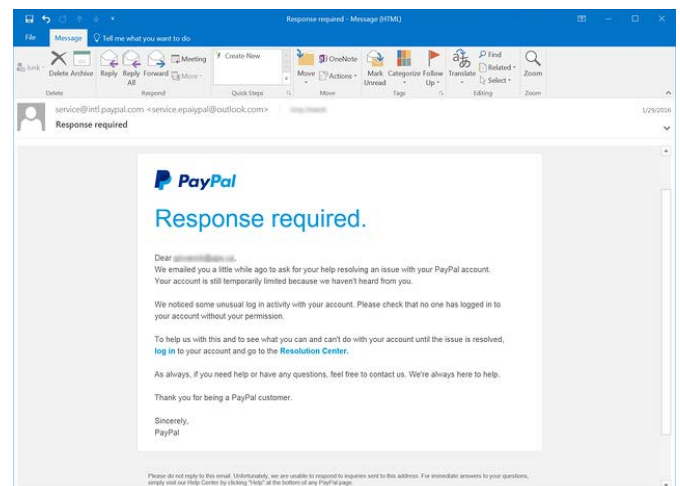 Response required - Message (HTML)
File Message Tell me what you want to do
Junk Delete Archive Reply Reply All Forward Meeting More
Create New
Move OneNote Actions Mark Unread Categorize Follow Up Translate Find Related Select Zoom
Delete Respond Quick Steps Move Tags Editing Zoom
service@intl.paypal.com <service.epaiypal@outlook.com> 1/29/2016
Response required
PayPal
Response required.
Dear
We emailed you a little while ago to ask for your help resolving an issue with your PayPal account.
Your account is still temporarily limited because we haven't heard from you.
We noticed some unusual log in activity with your account. Please check that no one has logged in to
your account without your permission.
To help us with this and to see what you can and can't do with your account until the issue is resolved,
log in to your account and go to the Resolution Center.
As always, if you need help or have any questions, feel free to contact us. We're always here to help.
Thank you for being a PayPal customer.
Sincerely,
PayPal
Please do not reply to this email. Unfortunately, we are unable to respond to inquiries sent to this address. For immediate answers to your questions,
simply visit our Help Center by clicking "Help" at the bottom of any PayPal page.